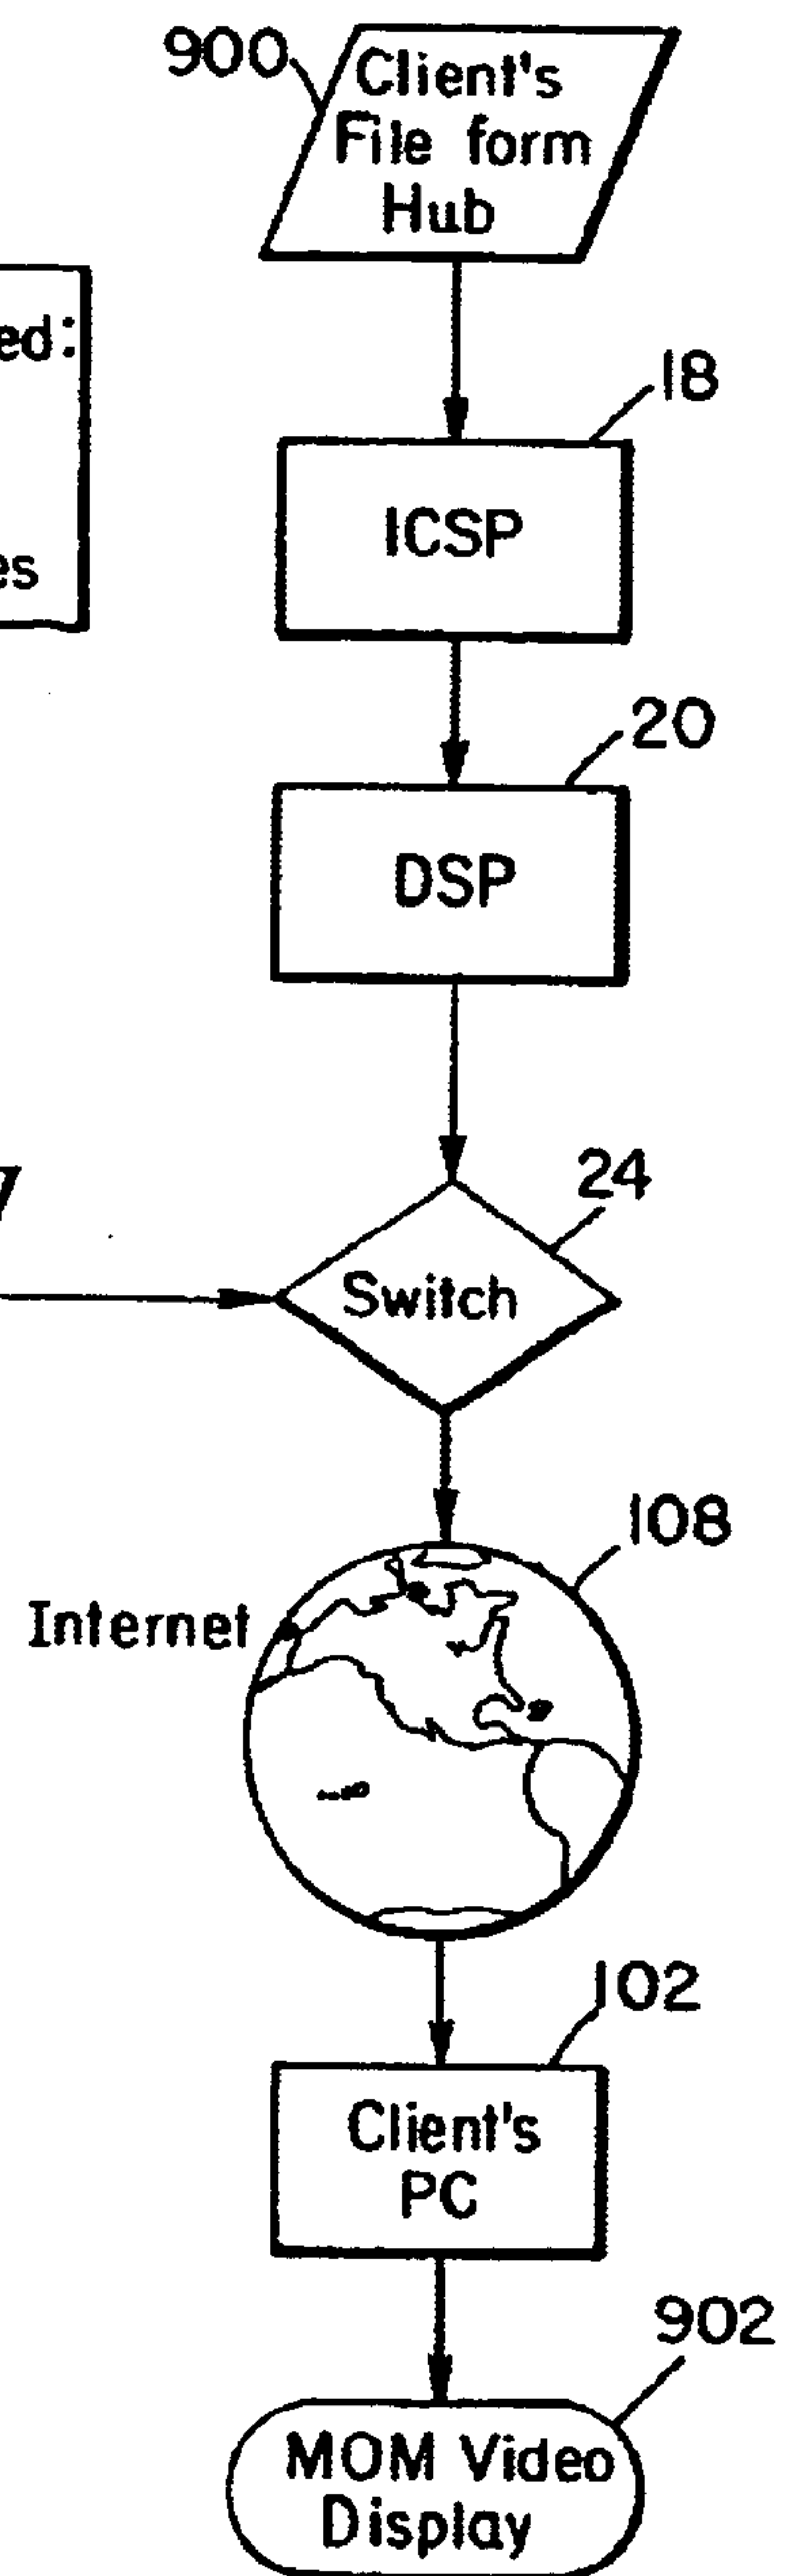 900
Client's
File form
Hub
ed:
18
ICSP
es
20
DSP
24
Switch
108
Internet
102
Client's
PC
902
MOM Video
Display